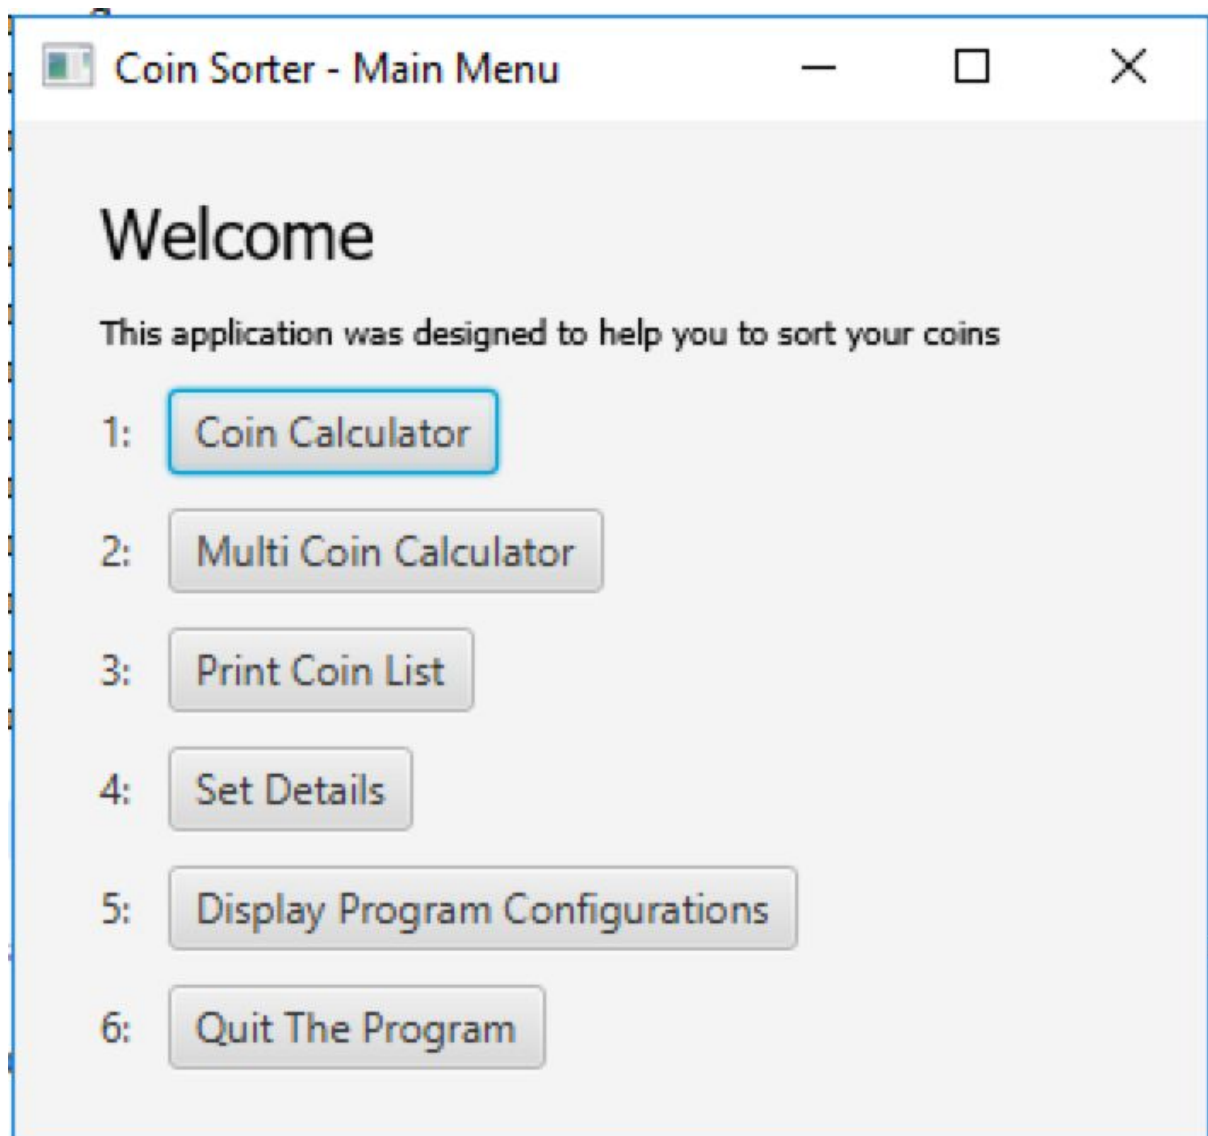 Coin Sorter - Main Menu
Welcome
This application was designed to help you to sort your coins
1: Coin Calculator
2: Multi Coin Calculator
3: Print Coin List
4: Set Details
5: Display Program Configurations
6: Quit The Program